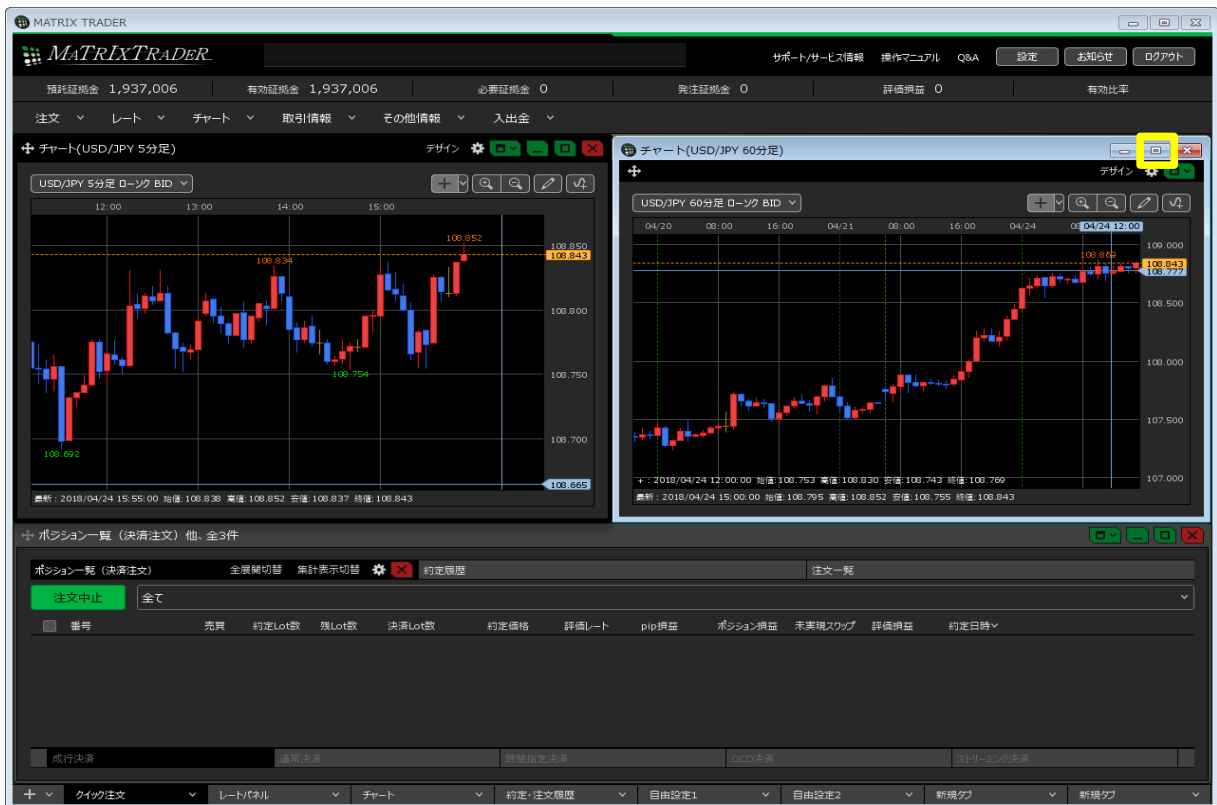 MATRIX TRADER
MATRIXTRADER
サポート/サービス情報 操作マニュアル Q&A 設定 お知らせ ログアウト
預託証拠金 1,937,006 有効証拠金 1,937,006 必要証拠金 0 発注証拠金 0 評価損益 0 有効比率
注文 レート チャート 取引情報 その他情報 入出金
チャート(USD/JPY 5分足) デザイン
USD/JPY 5分足 ローソク BID
12:00 13:00 14:00 15:00
108.852
108.850
108.843
108.834
108.800
108.754
108.750
108.700
108.692
108.665
最新 : 2018/04/24 15:55:00 始値:108.838 高値:108.852 安値:108.837 終値:108.843
チャート(USD/JPY 60分足)
デザイン
USD/JPY 60分足 ローソク BID
04/20 08:00 16:00 04/21 08:00 16:00 04/24 04/24 12:00
109.000
108.869
108.843
108.777
108.500
108.000
107.500
107.000
+ : 2018/04/24 12:00:00 始値:108.753 高値:108.830 安値:108.743 終値:108.769
最新 : 2018/04/24 15:00:00 始値:108.795 高値:108.852 安値:108.755 終値:108.843
ポジション一覧（決済注文）他、全3件
ポジション一覧（決済注文） 全展開切替 集計表示切替 約定履歴 注文一覧
注文中止 全て
番号 売買 約定Lot数 残Lot数 決済Lot数 約定価格 評価レート pip損益 ポジション損益 未実現スワップ 評価損益 約定日時
成行決済 通常決済 時間指定決済 OCO決済 ストリーミング決済
クイック注文 レートパネル チャート 約定・注文履歴 自由設定1 自由設定2 新規タブ 新規タブ